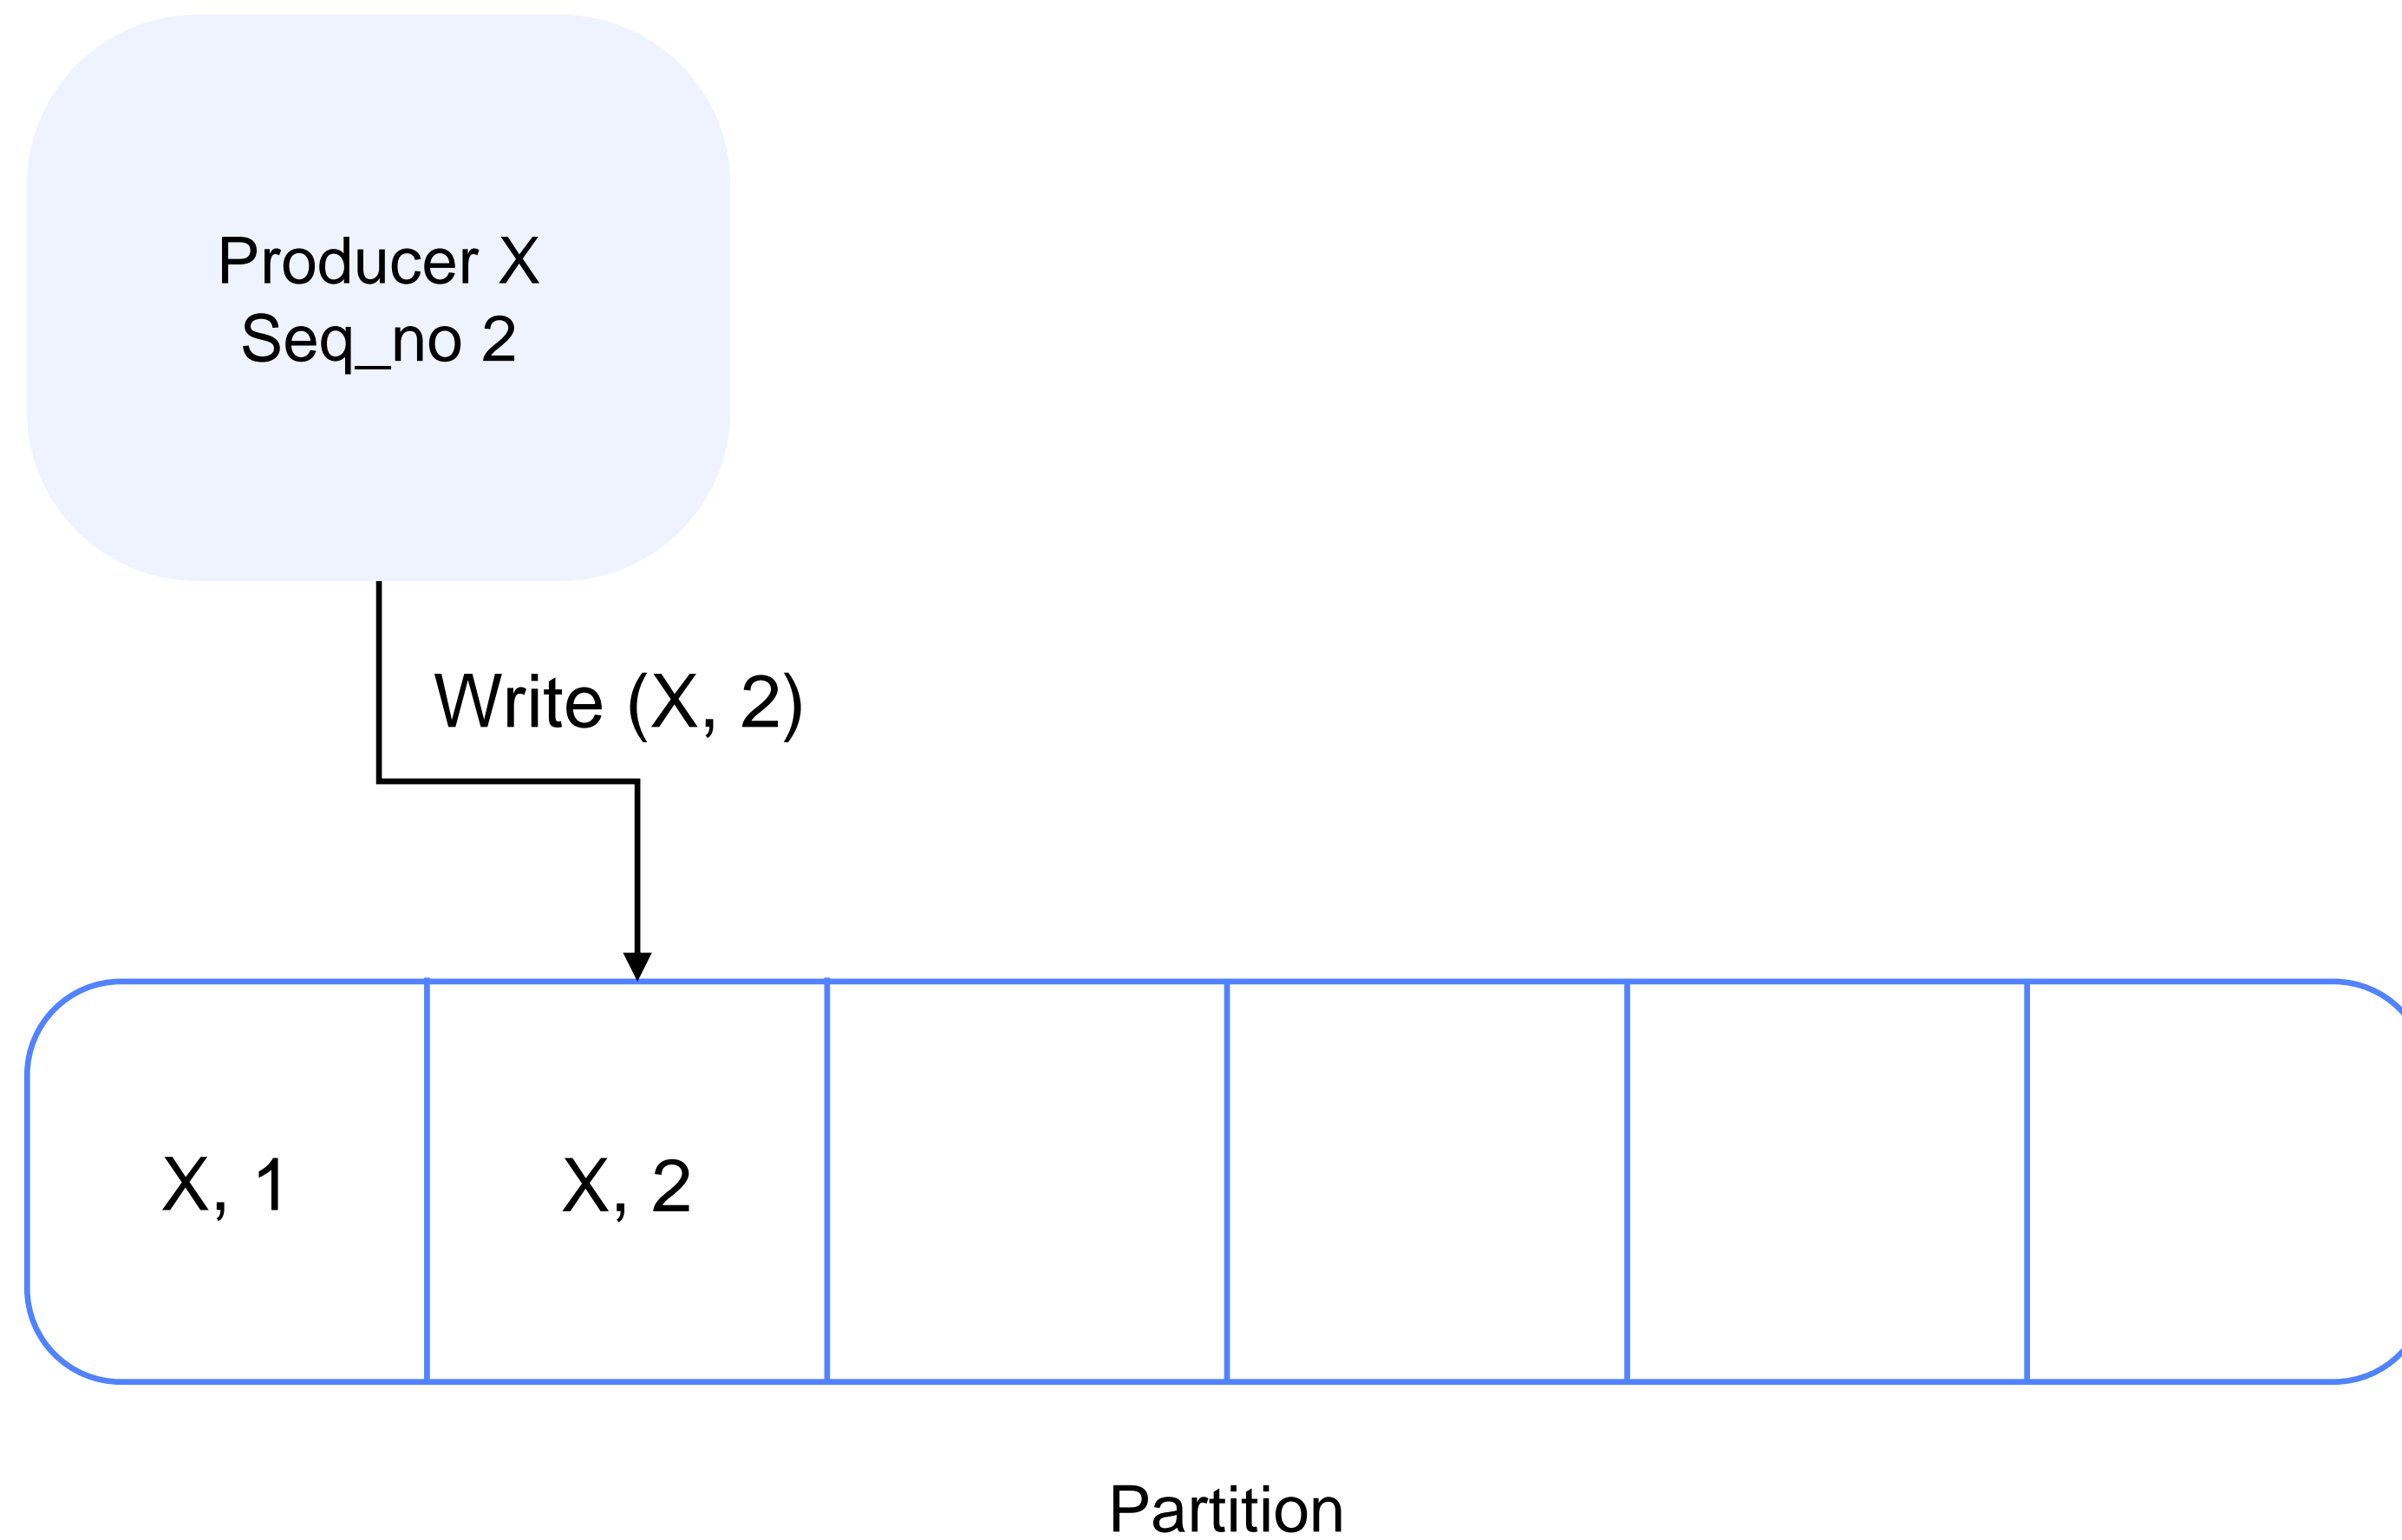 Producer X
Seq_no 2
Write (X, 2)
X, 1
X, 2
Partition